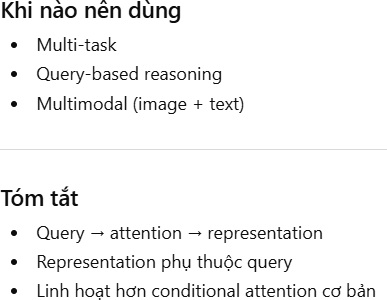 Khi nào nên dùng
• Multi-task
• Query-based reasoning
• Multimodal (image + text)
Tóm tắt
• Query → attention → representation
• Representation phụ thuộc query
• Linh hoạt hơn conditional attention cơ bản